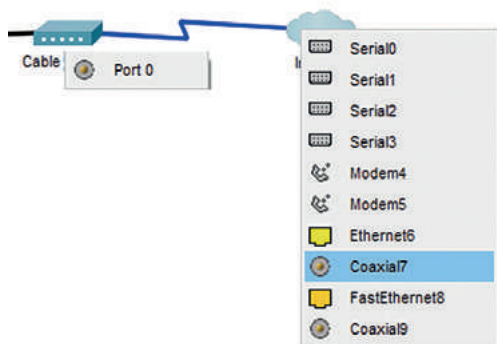 Cable
Port 0
Serial0
Serial1
Serial2
Serial3
Modem4
Modem5
Ethernet6
Coaxial7
FastEthernet8
Coaxial9